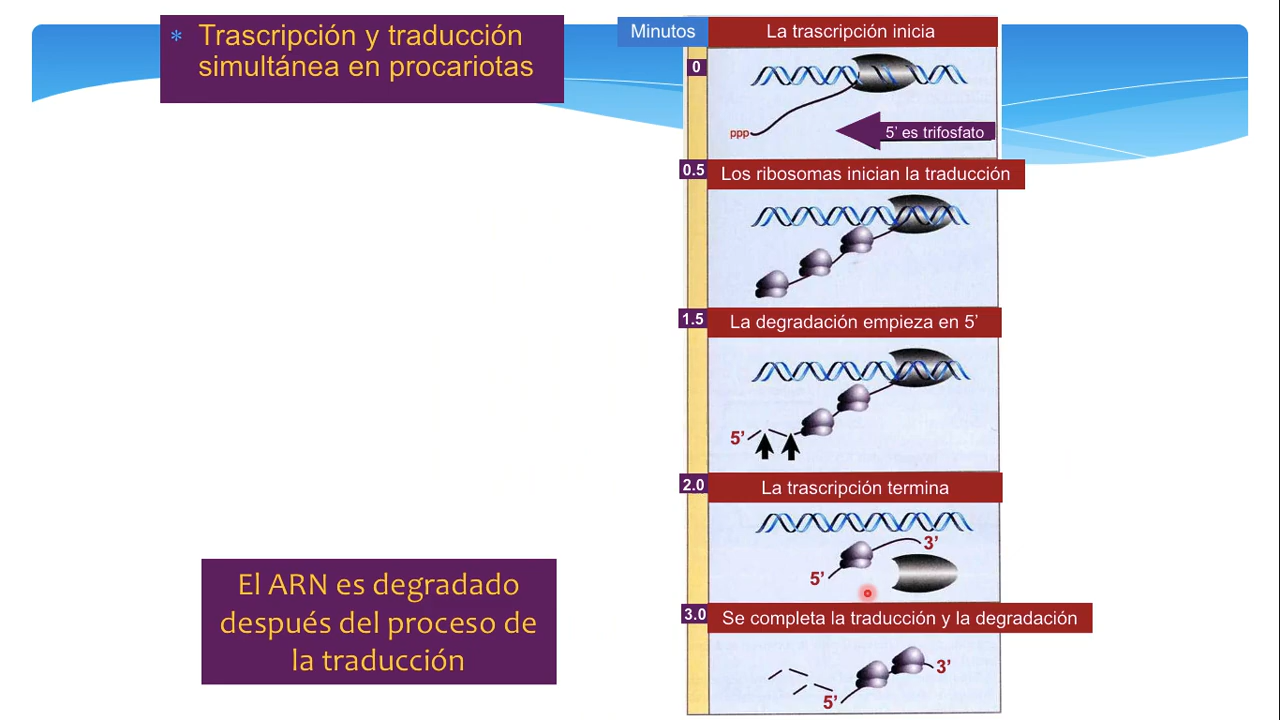 * Trascripción y traducción
simultánea en procariotas
Minutos
La trascripción inicia
0
ppp
5’ es trifosfato
0.5
Los ribosomas inician la traducción
1.5
La degradación empieza en 5’
5’
2.0
La trascripción termina
3’
5’
El ARN es degradado
después del proceso de
la traducción
3.0
Se completa la traducción y la degradación
3’
5’